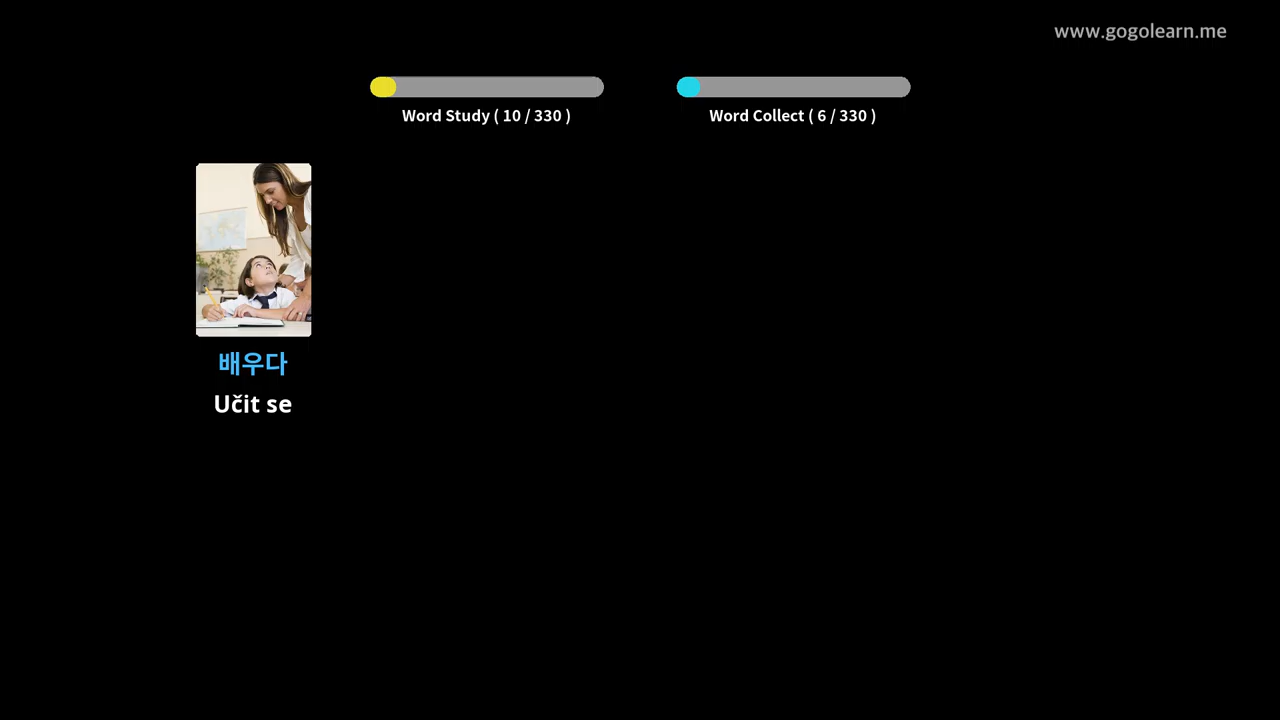 www.gogolearn.me
Word Study ( 10 / 330 )
Word Collect ( 6 / 330 )
배우다
Učit se